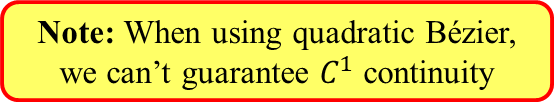 Note: When using quadratic Bézier,
we can’t guarantee C¹ continuity